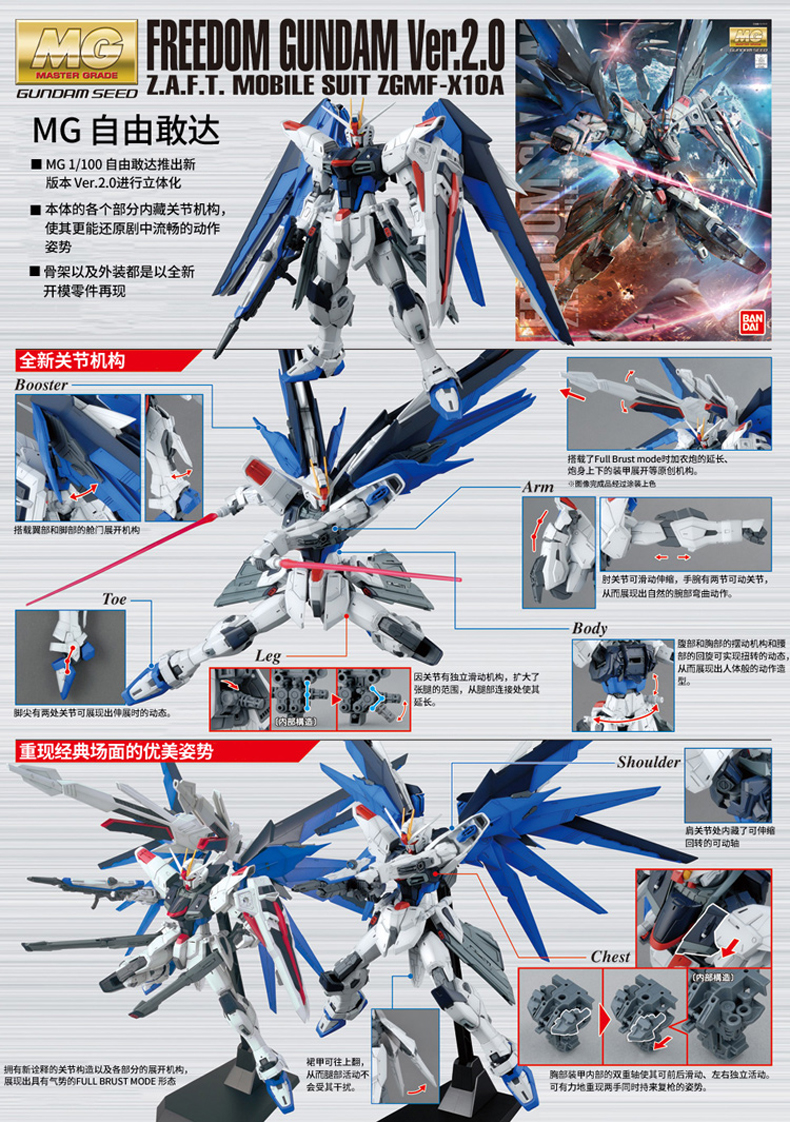 MG
MASTER GRADE
GUNDAM SEED
FREEDOM GUNDAM Ver.2.0
Z.A.F.T. MOBILE SUIT ZGMF-X10A
MG
BAN
DAI
MG 自由敢达
■ MG 1/100 自由敢达推出新
版本 Ver.2.0进行立体化
■ 本体的各个部分内藏关节机构，
使其更能还原剧中流畅的动作
姿势
■ 骨架以及外装都是以全新
开模零件再现
全新关节机构
Booster
搭载翼部和脚部的舱门展开机构
搭载了Full Brust mode时加农炮的延长、
炮身上下的装甲展开等原创机构。
※图像完成品经过涂装上色
Arm
肘关节可滑动伸缩，手腕有两节可动关节，
从而展现出自然的腕部弯曲动作。
Toe
脚尖有两处关节可展现出伸展时的动态。
Leg
(内部構造)
因关节有独立滑动机构，扩大了
张腿的范围，从腿部连接处使其
延长。
Body
腹部和胸部的摆动机构和腰
部的回旋可实现扭转的动态，
从而展现出人体般的动作造
型。
重现经典场面的优美姿势
Shoulder
肩关节处内藏了可伸缩
回转的可动轴
Chest
(内部構造)
胸部装甲内部的双重轴使其可前后滑动、左右独立活动。
可有力地重现两手同时持来复枪的姿势。
裙甲可往上翻，
从而腿部活动不
会受其干扰。
拥有新诠释的关节构造以及各部分的展开机构，
展现出具有气势的FULL BRUST MODE 形态